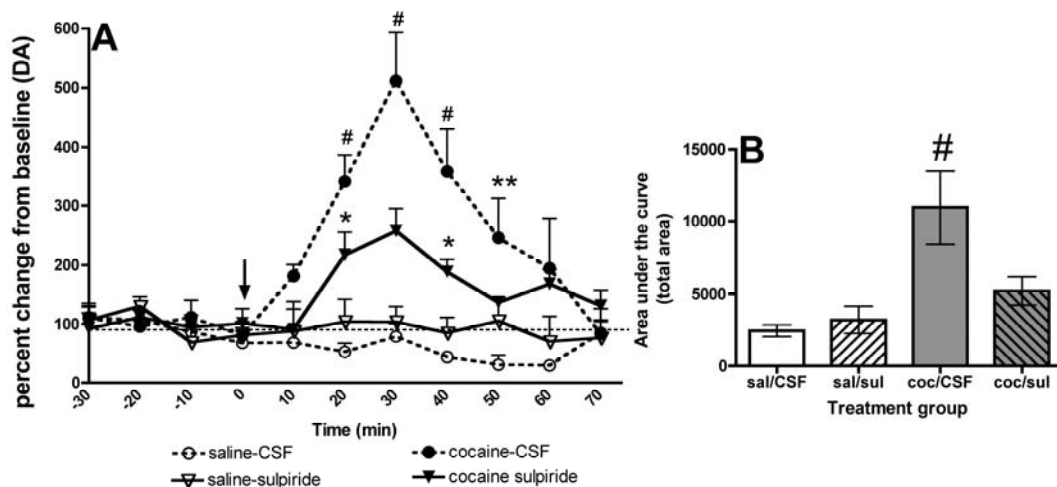 A
percent change from baseline (DA)
600
500
400
300
200
100
0
#
#
#
**
*
*
-30
-20
-10
0
10
20
30
40
50
60
70
Time (min)
saline-CSF
cocaine-CSF
saline-sulpiride
cocaine sulpiride
B
Area under the curve
(total area)
15000
10000
5000
0
#
sal/CSF
sal/sul
coc/CSF
coc/sul
Treatment group